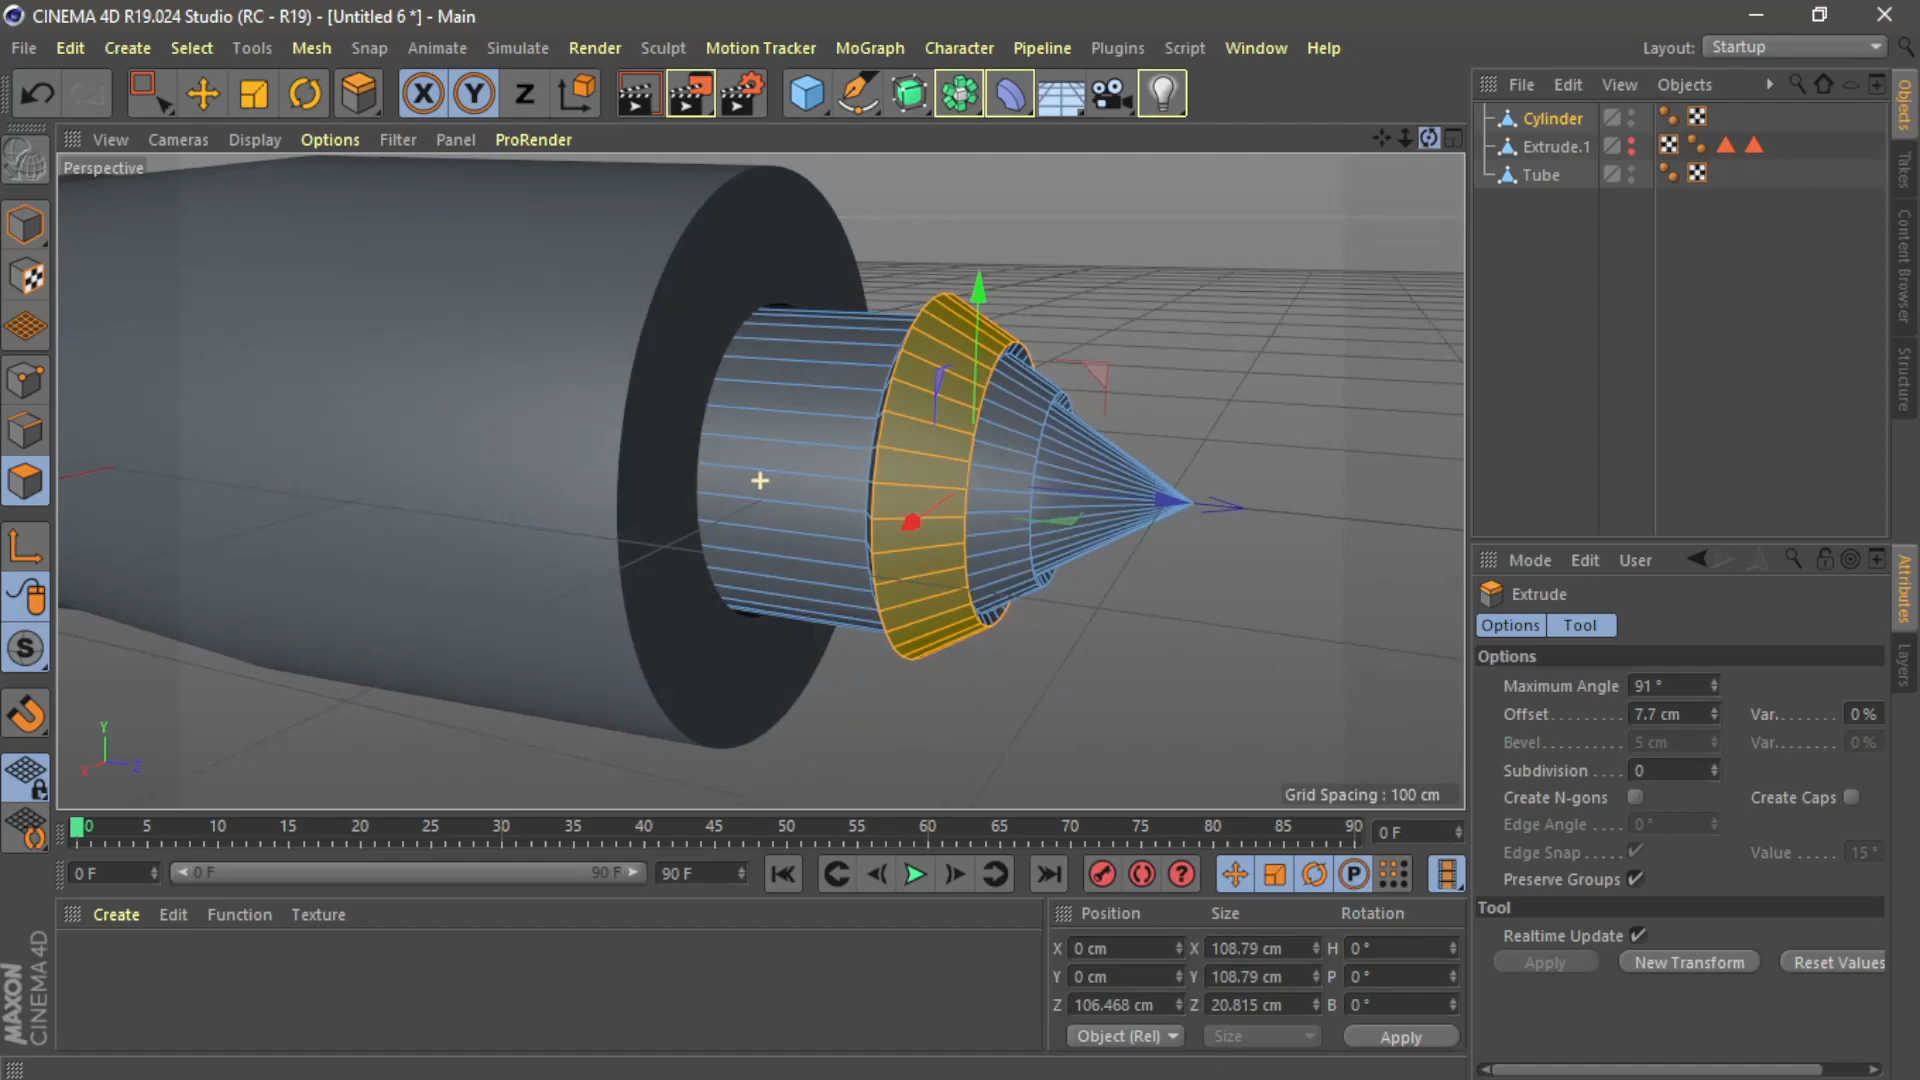 CINEMA 4D R19.024 Studio (RC - R19) - [Untitled 6 *] - Main
File Edit Create Select Tools Mesh Snap Animate Simulate Render Sculpt Motion Tracker MoGraph Character Pipeline Plugins Script Window Help Layout: Startup
X Y Z
File Edit View Objects
Objects
Takes
Content Browser
Structure
View Cameras Display Options Filter Panel ProRender
Perspective
Cylinder
Extrude.1
Tube
S
Y
X Z
Grid Spacing : 100 cm
Mode Edit User
Attributes
Layers
Extrude
Options Tool
Options
Maximum Angle 91 °
Offset......... 7.7 cm Var........ 0 %
Bevel.......... 5 cm Var........ 0 %
Subdivision .... 0
Create N-gons Create Caps
Edge Angle .... 0 °
Edge Snap..... Value ..... 15 °
Preserve Groups
Tool
Realtime Update
Apply New Transform Reset Values
0 5 10 15 20 25 30 35 40 45 50 55 60 65 70 75 80 85 90 0 F
0 F 0 F 90 F 90 F
? P
Create Edit Function Texture
Position Size Rotation
X 0 cm X 108.79 cm H 0 °
Y 0 cm Y 108.79 cm P 0 °
Z 106.468 cm Z 20.815 cm B 0 °
Object (Rel) Size Apply
MAXON
CINEMA 4D